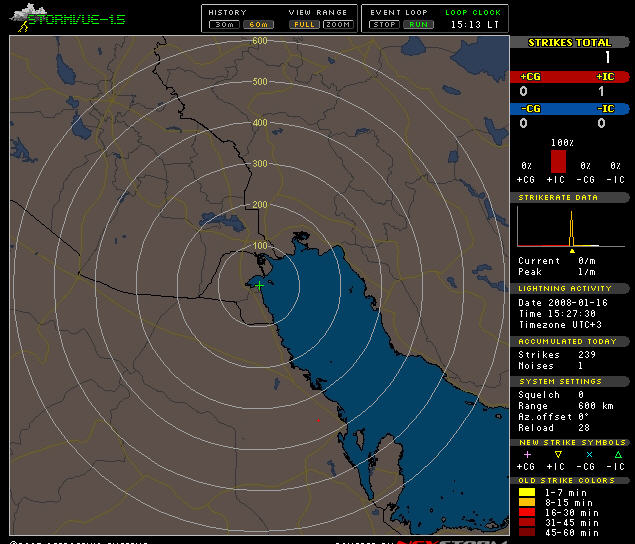 STORMVUE-1.5
HISTORY
30m 60m
VIEW RANGE
FULL ZOOM
EVENT LOOP
STOP RUN
LOOP CLOCK
15:13 LT
600
500
400
300
200
100
STRIKES TOTAL
1
+CG +IC
0 1
-CG -IC
0 0
100%
0% 0% 0%
+CG +IC -CG -IC
STRIKERATE DATA
Current 0/m
Peak 1/m
LIGHTNING ACTIVITY
Date 2008-01-16
Time 15:27:30
Timezone UTC+3
ACCUMULATED TODAY
Strikes 239
Noises 1
SYSTEM SETTINGS
Squelch 0
Range 600 km
Az.offset 0°
Reload 28
NEW STRIKE SYMBOLS
+CG +IC -CG -IC
OLD STRIKE COLORS
1-7 min
8-15 min
16-30 min
31-45 min
45-60 min